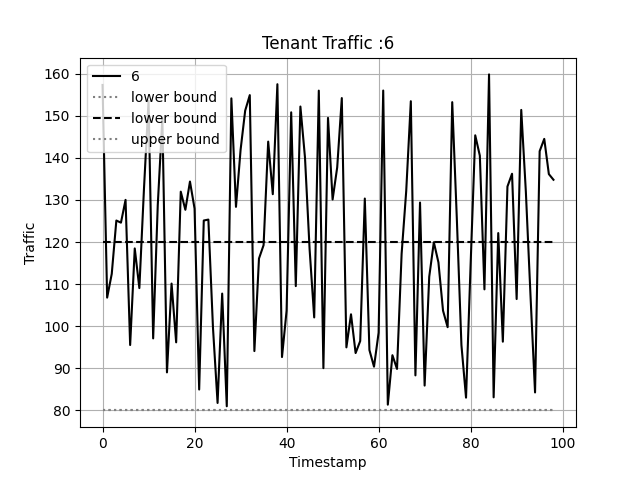 Tenant Traffic :6
6
lower bound
lower bound
upper bound
160
150
140
130
120
110
100
90
80
Traffic
0 20 40 60 80 100
Timestamp